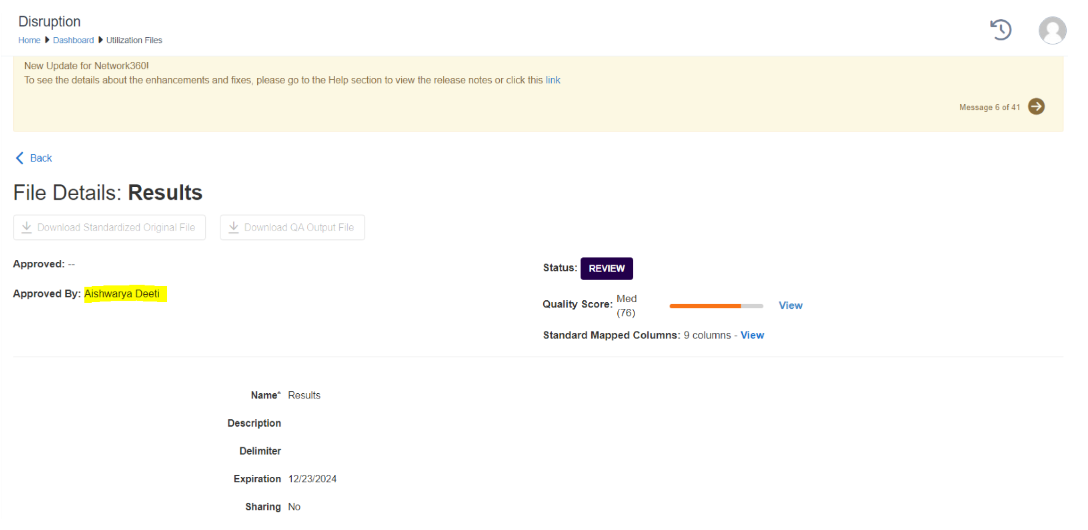 Disruption
Home Dashboard Utilization Files
New Update for Network360!
To see the details about the enhancements and fixes, please go to the Help section to view the release notes or click this link
Message 6 of 41
Back
File Details: Results
Download Standardized Original File Download QA Output File
Approved: --
Approved By: Aishwarya Deeti
Status: REVIEW
Quality Score: Med (76) View
Standard Mapped Columns: 9 columns - View
Name* Results
Description
Delimiter
Expiration 12/23/2024
Sharing No